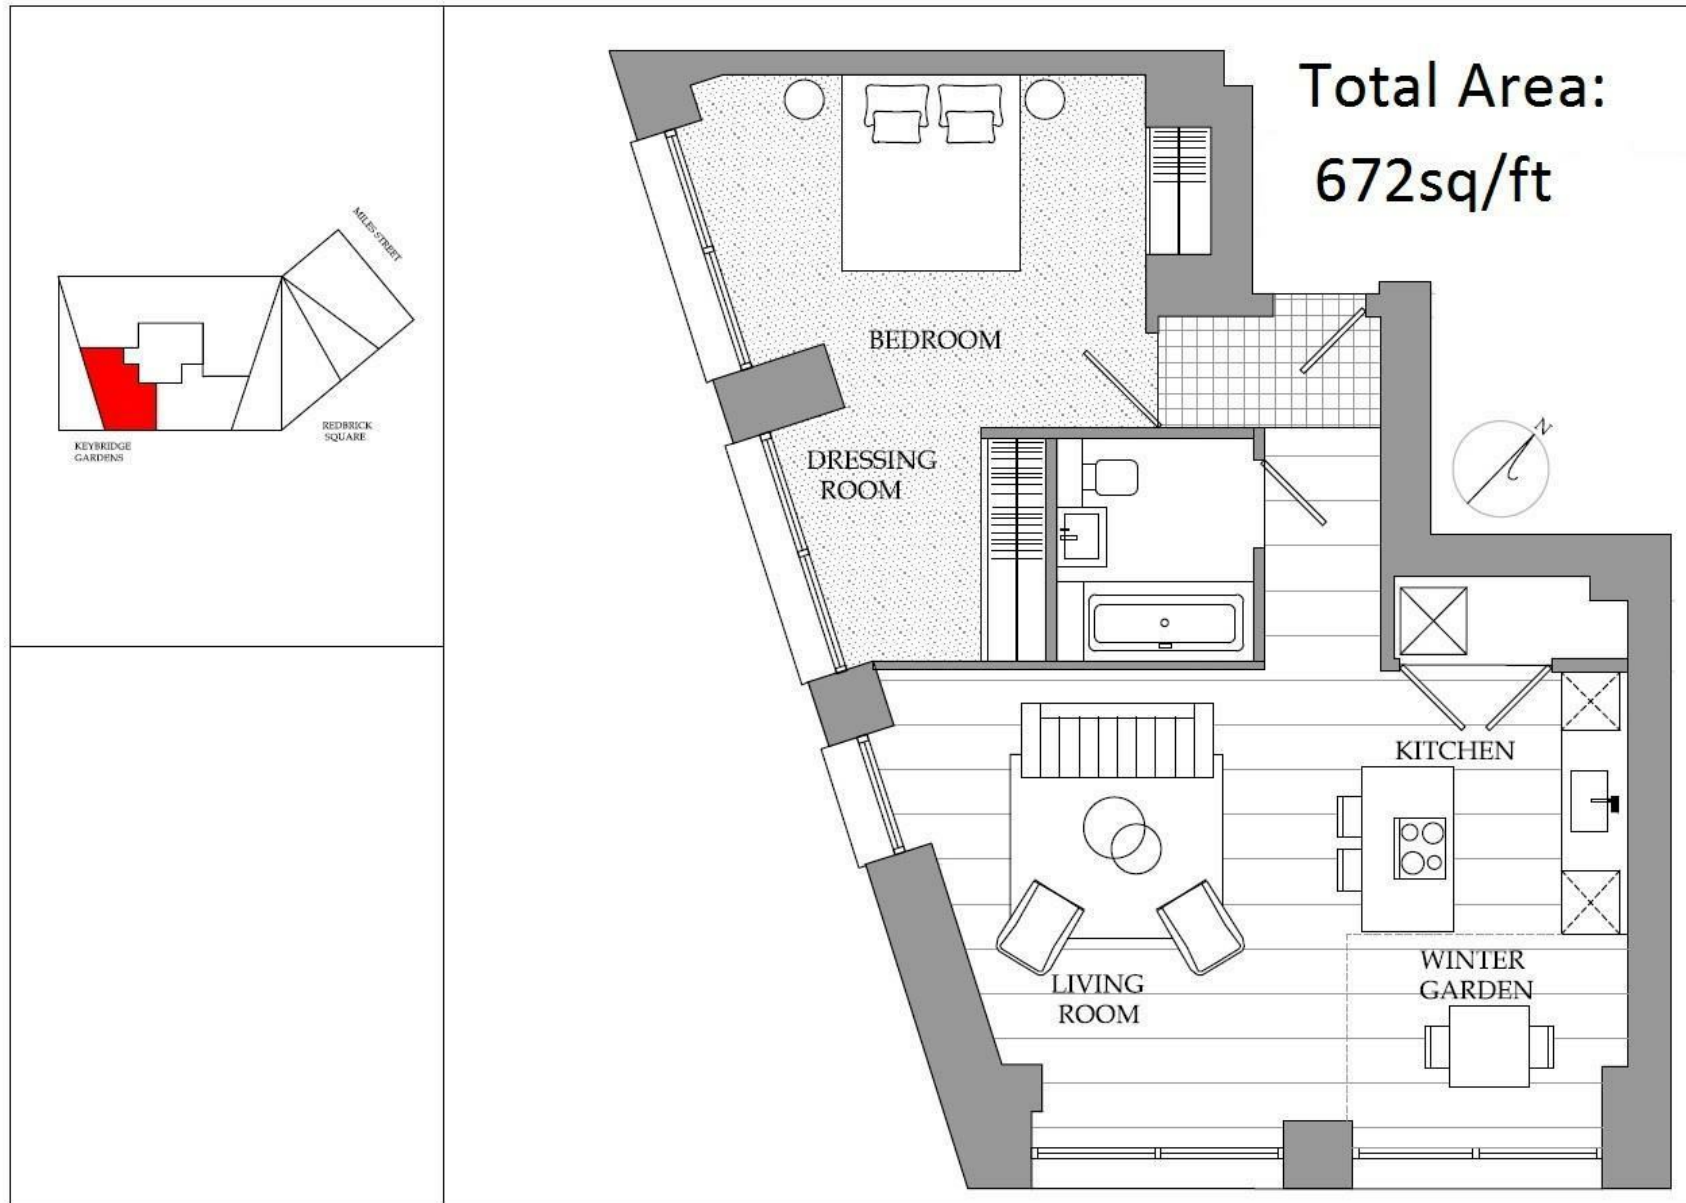 Total Area:
672sq/ft
MILES STREET
REDBRICK
SQUARE
KEYBRIDGE
GARDENS
BEDROOM
DRESSING
ROOM
N
KITCHEN
LIVING
ROOM
WINTER
GARDEN